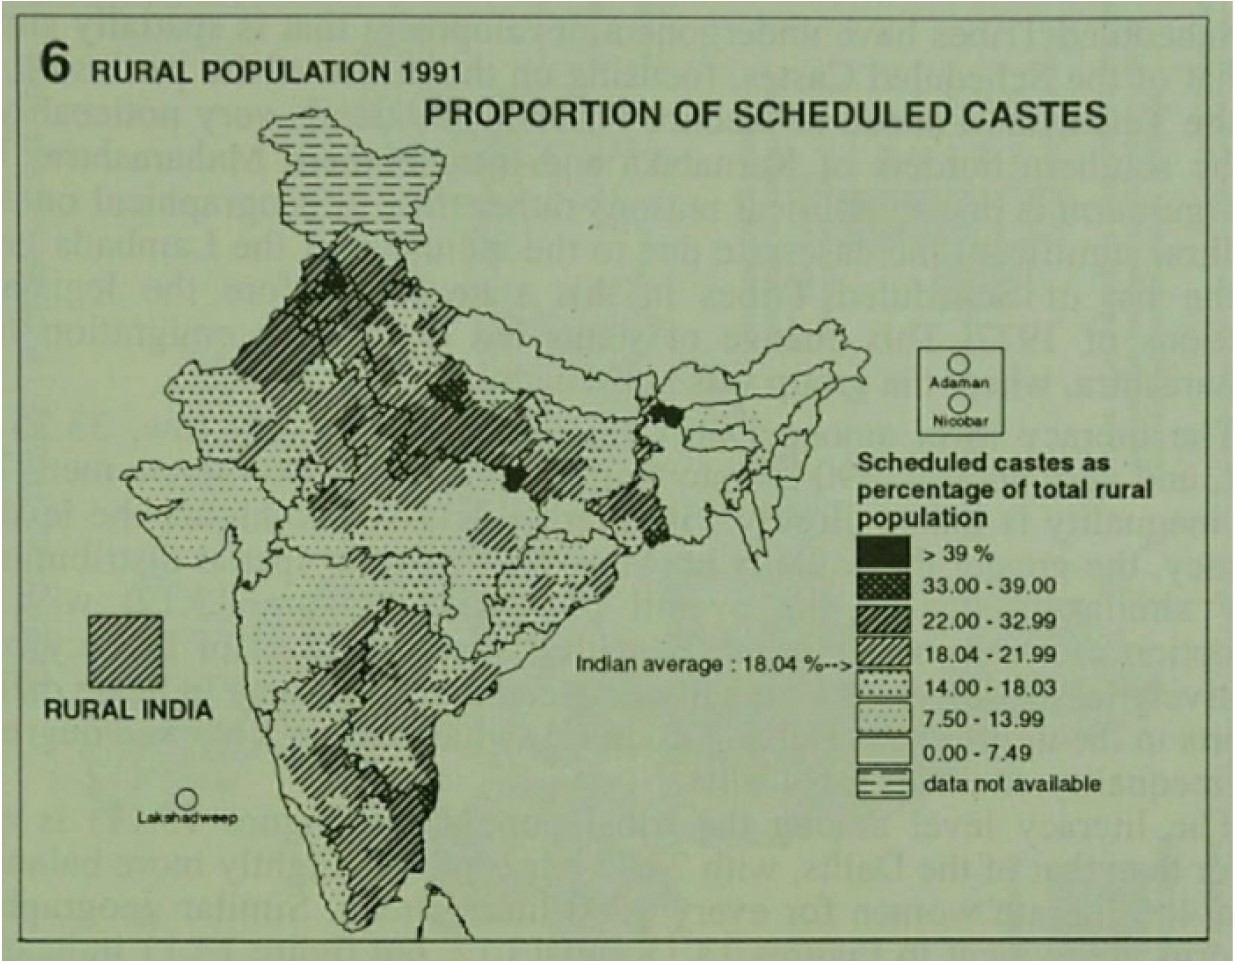 6 RURAL POPULATION 1991
PROPORTION OF SCHEDULED CASTES
Adaman
Nicobar
Scheduled castes as
percentage of total rural
population
> 39 %
33.00 - 39.00
22.00 - 32.99
18.04 - 21.99
Indian average : 18.04 %-->
14.00 - 18.03
7.50 - 13.99
0.00 - 7.49
data not available
RURAL INDIA
Lakshadweep